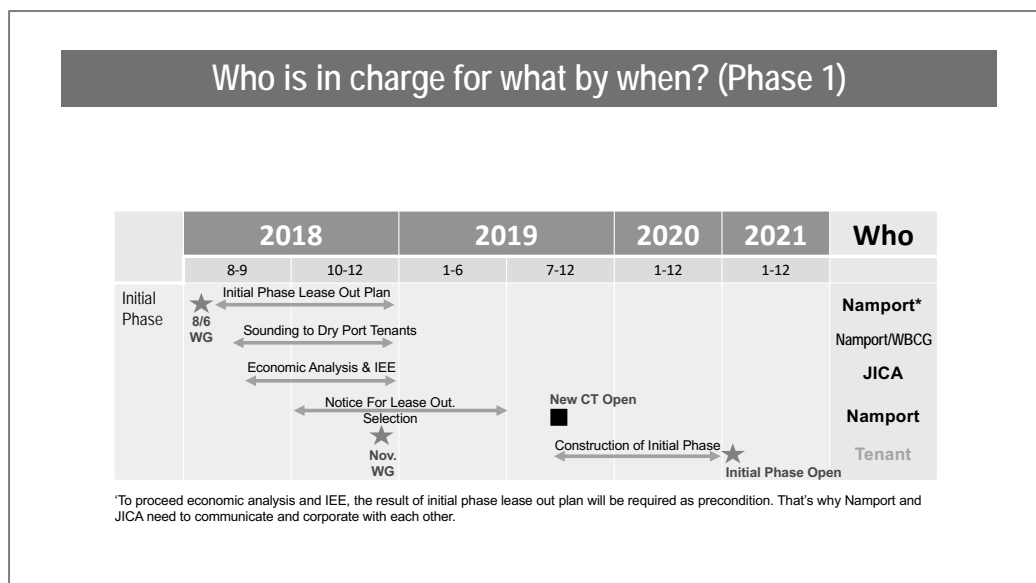 Who is in charge for what by when? (Phase 1)
2018 2019 2020 2021 Who
8-9 10-12 1-6 7-12 1-12 1-12
Initial
Phase
Initial Phase Lease Out Plan
Namport*
8/6
WG
Sounding to Dry Port Tenants
Namport/WBCG
Economic Analysis & IEE
JICA
Notice For Lease Out.
Selection
New CT Open
Namport
Nov.
WG
Construction of Initial Phase
Tenant
Initial Phase Open
‘To proceed economic analysis and IEE, the result of initial phase lease out plan will be required as precondition. That’s why Namport and
JICA need to communicate and corporate with each other.